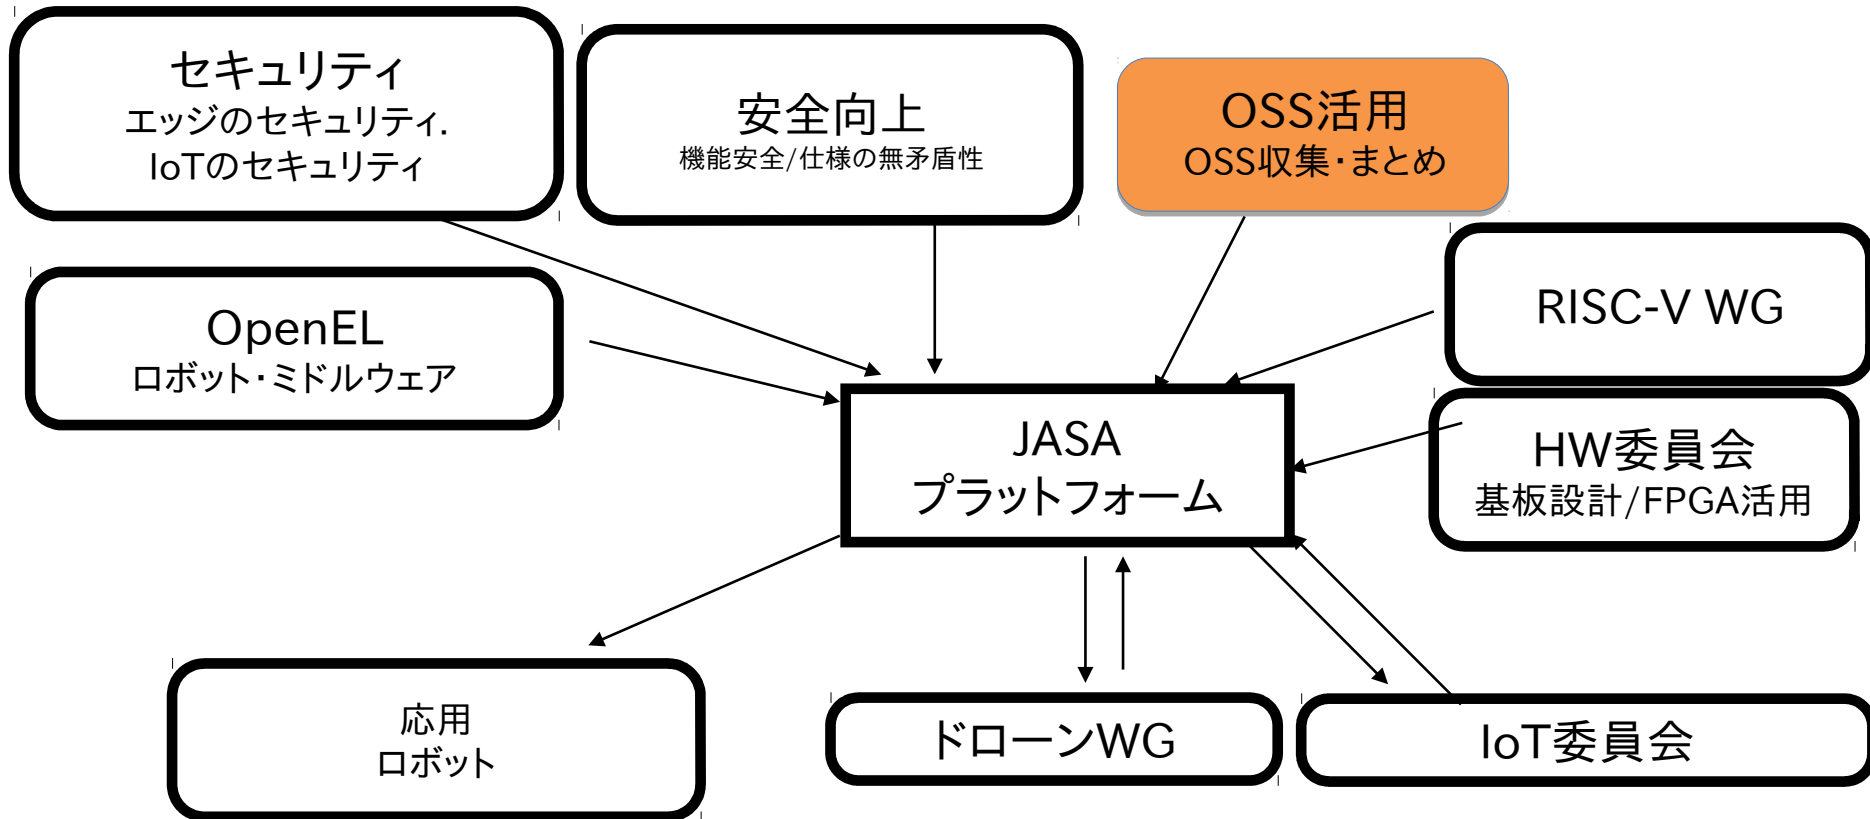 セキュリティ
エッジのセキュリティ.
IoTのセキュリティ
安全向上
機能安全/仕様の無矛盾性
OSS活用
OSS収集・まとめ
OpenEL
ロボット・ミドルウェア
RISC-V WG
JASA
プラットフォーム
HW委員会
基板設計/FPGA活用
応用
ロボット
ドローンWG
IoT委員会